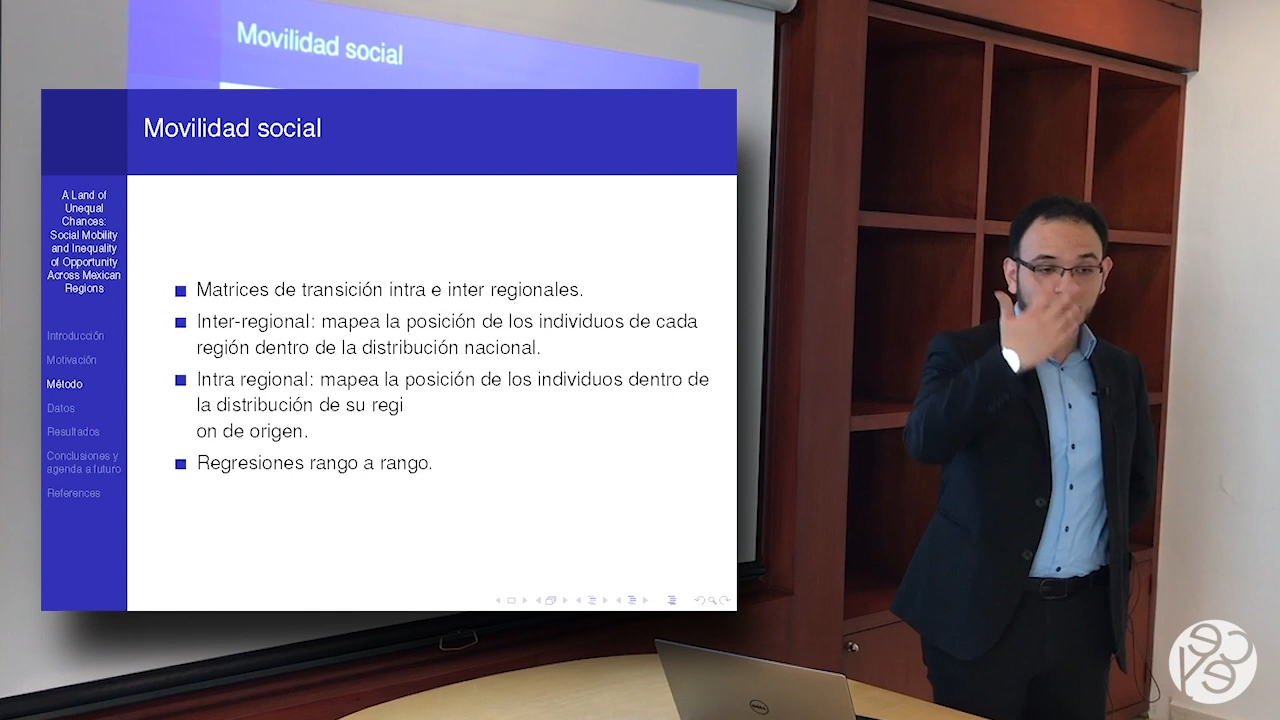 Movilidad social
Movilidad social
A Land of
Unequal
Chances:
Social Mobility
and Inequality
of Opportunity
Across Mexican
Regions
Introducción
Motivación
Método
Datos
Resultados
Conclusiones y
agenda a futuro
References
Matrices de transición intra e inter regionales.
Inter-regional: mapea la posición de los individuos de cada
región dentro de la distribución nacional.
Intra regional: mapea la posición de los individuos dentro de
la distribución de su regi
on de origen.
Regresiones rango a rango.
DELL